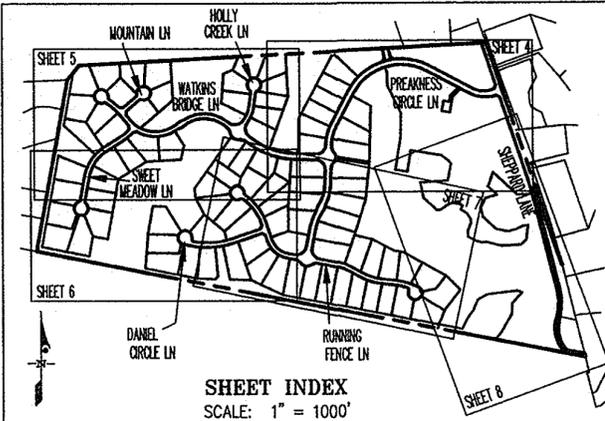 HOLLY
CREEK LN
MOUNTAIN LN
SHEET 5
SHEET 4
WATKINS
BRIDGE LN
PREAKNESS
CIRCLE LN
SHEPPARD LANE
SWEET
MEADOW LN
SHEET 7
SHEET 6
DANIEL
CIRCLE LN
RUNNING
FENCE LN
SHEET 8
N
SHEET INDEX
SCALE: 1" = 1000'